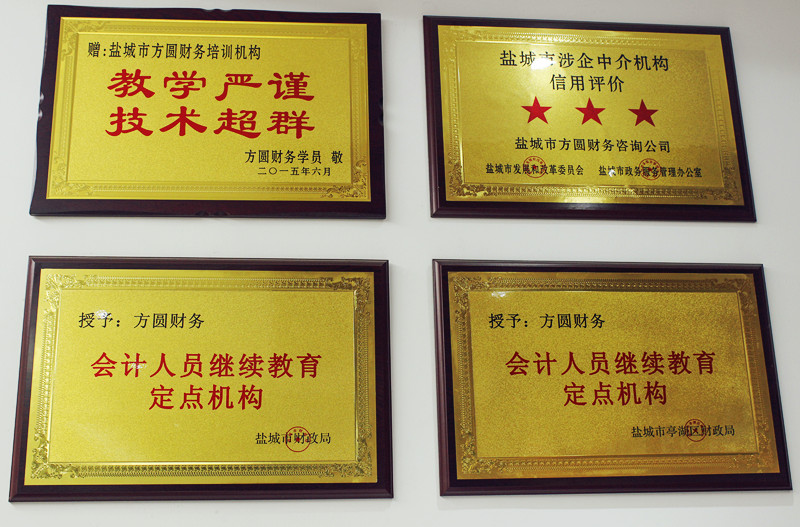 赠:盐城市方圆财务培训机构
教学严谨
技术超群
方圆财务学员 敬
二〇一五年六月
盐城市涉企中介机构
信用评价
★ ★ ★
盐城市方圆财务咨询公司
盐城市发展和改革委员会 盐城市政务服务管理办公室
授予：方圆财务
会计人员继续教育
定点机构
盐城市财政局
授予：方圆财务
会计人员继续教育
定点机构
盐城市亭湖区财政局